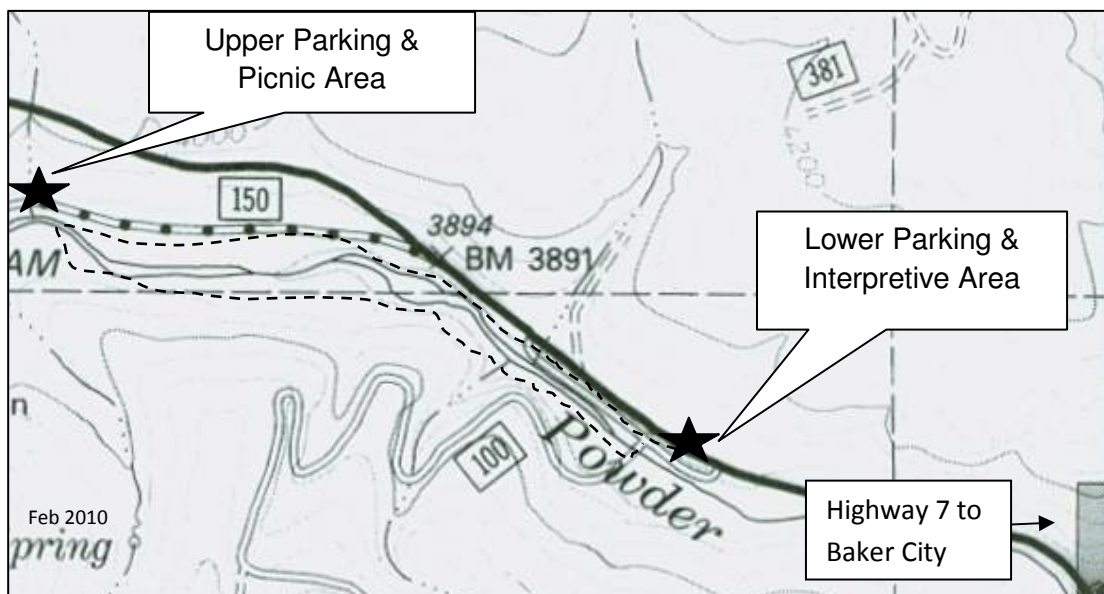 Upper Parking &
Picnic Area
381
4200
150
3894
BM 3891
AM
Lower Parking &
Interpretive Area
n
100
Powder
Feb 2010
pring
Highway 7 to
Baker City